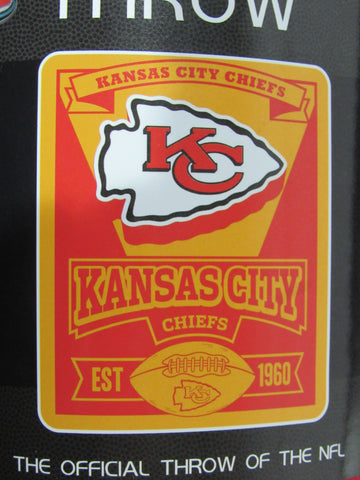 THROW
KANSAS CITY CHIEFS
KC
KANSAS CITY
CHIEFS
EST 1960
KC
THE OFFICIAL THROW OF THE NFL